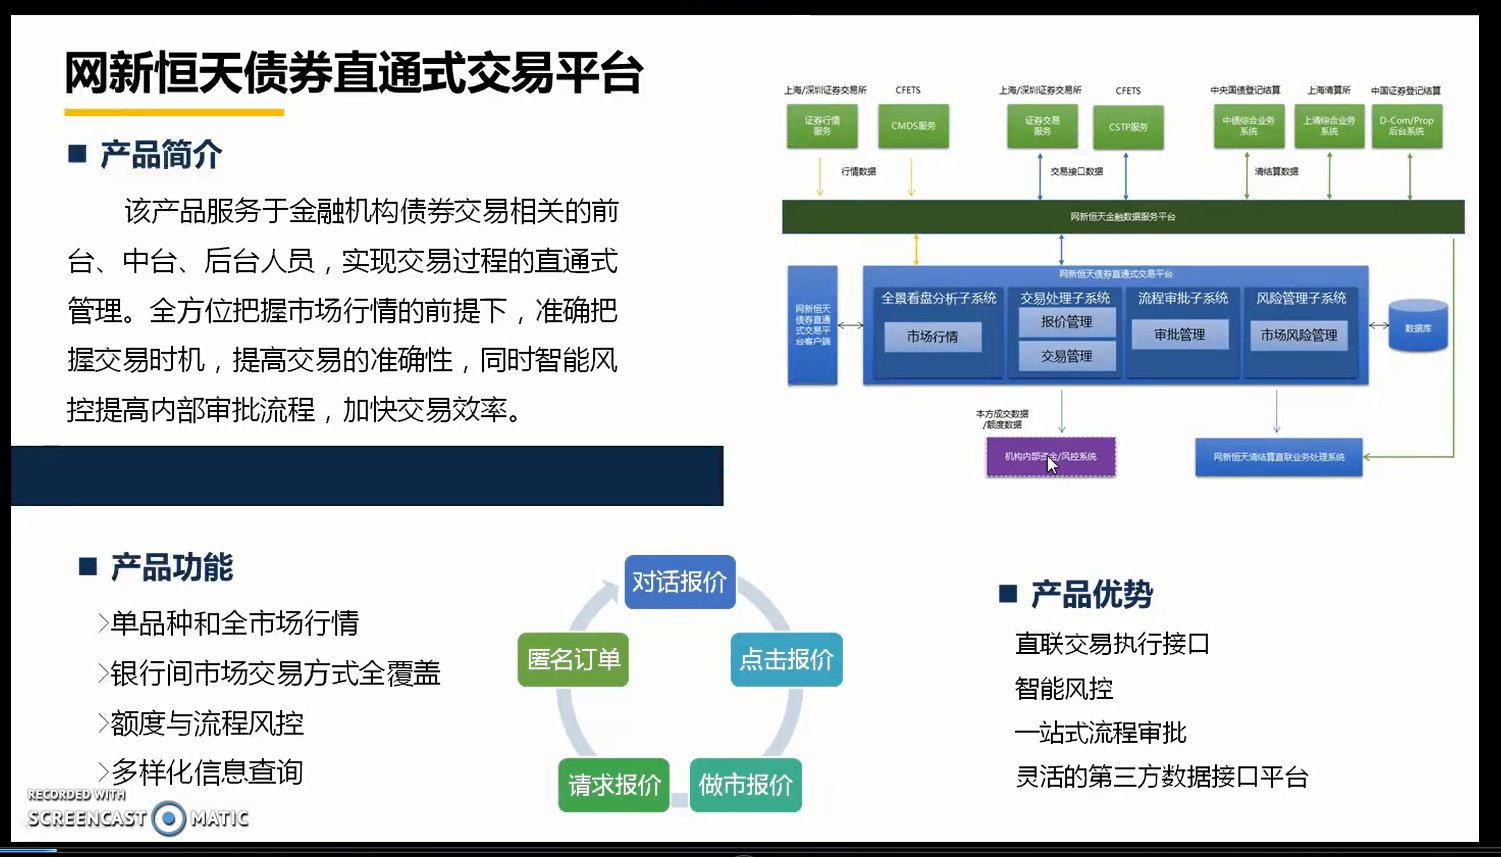 网新恒天债券直通式交易平台
产品简介
该产品服务于金融机构债券交易相关的前
台、中台、后台人员，实现交易过程的直通式
管理。全方位把握市场行情的前提下，准确把
握交易时机，提高交易的准确性，同时智能风
控提高内部审批流程，加快交易效率。
上海/深圳证券交易所
CFETS
上海/深圳证券交易所
CFETS
中央国债登记结算
上海清算所
中国证券登记结算
证券行情
服务
CMDS服务
证券交易
服务
CSTP服务
中债综合业务
系统
上清综合业务
系统
D-Com/Prop
后台系统
行情数据
交易接口数据
清结算数据
网新恒天金融数据服务平台
网新恒天
债券直通
式交易平
台客户端
网新恒天债券直通式交易平台
全景看盘分析子系统
市场行情
交易处理子系统
报价管理
交易管理
流程审批子系统
审批管理
风险管理子系统
市场风险管理
数据库
本方成交数据
/额度数据
机构内部资金/风控系统
网新恒天清结算直联业务处理系统
产品功能
单品种和全市场行情
银行间市场交易方式全覆盖
额度与流程风控
多样化信息查询
对话报价
点击报价
做市报价
请求报价
匿名订单
产品优势
直联交易执行接口
智能风控
一站式流程审批
灵活的第三方数据接口平台
RECORDED WITH
SCREENCAST MATIC